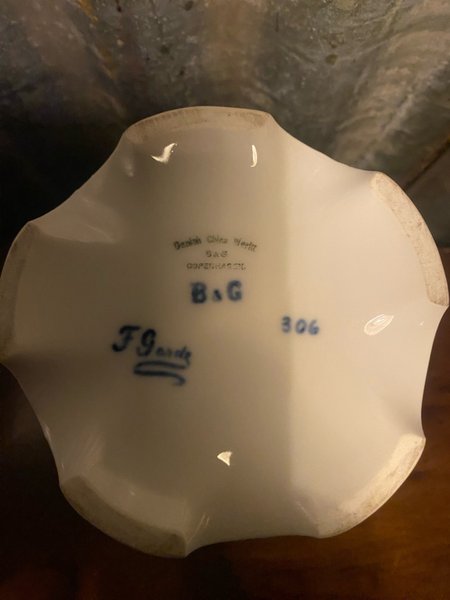 Danish China Works
B&G
COPENHAGEN
B&G
306
F Garde